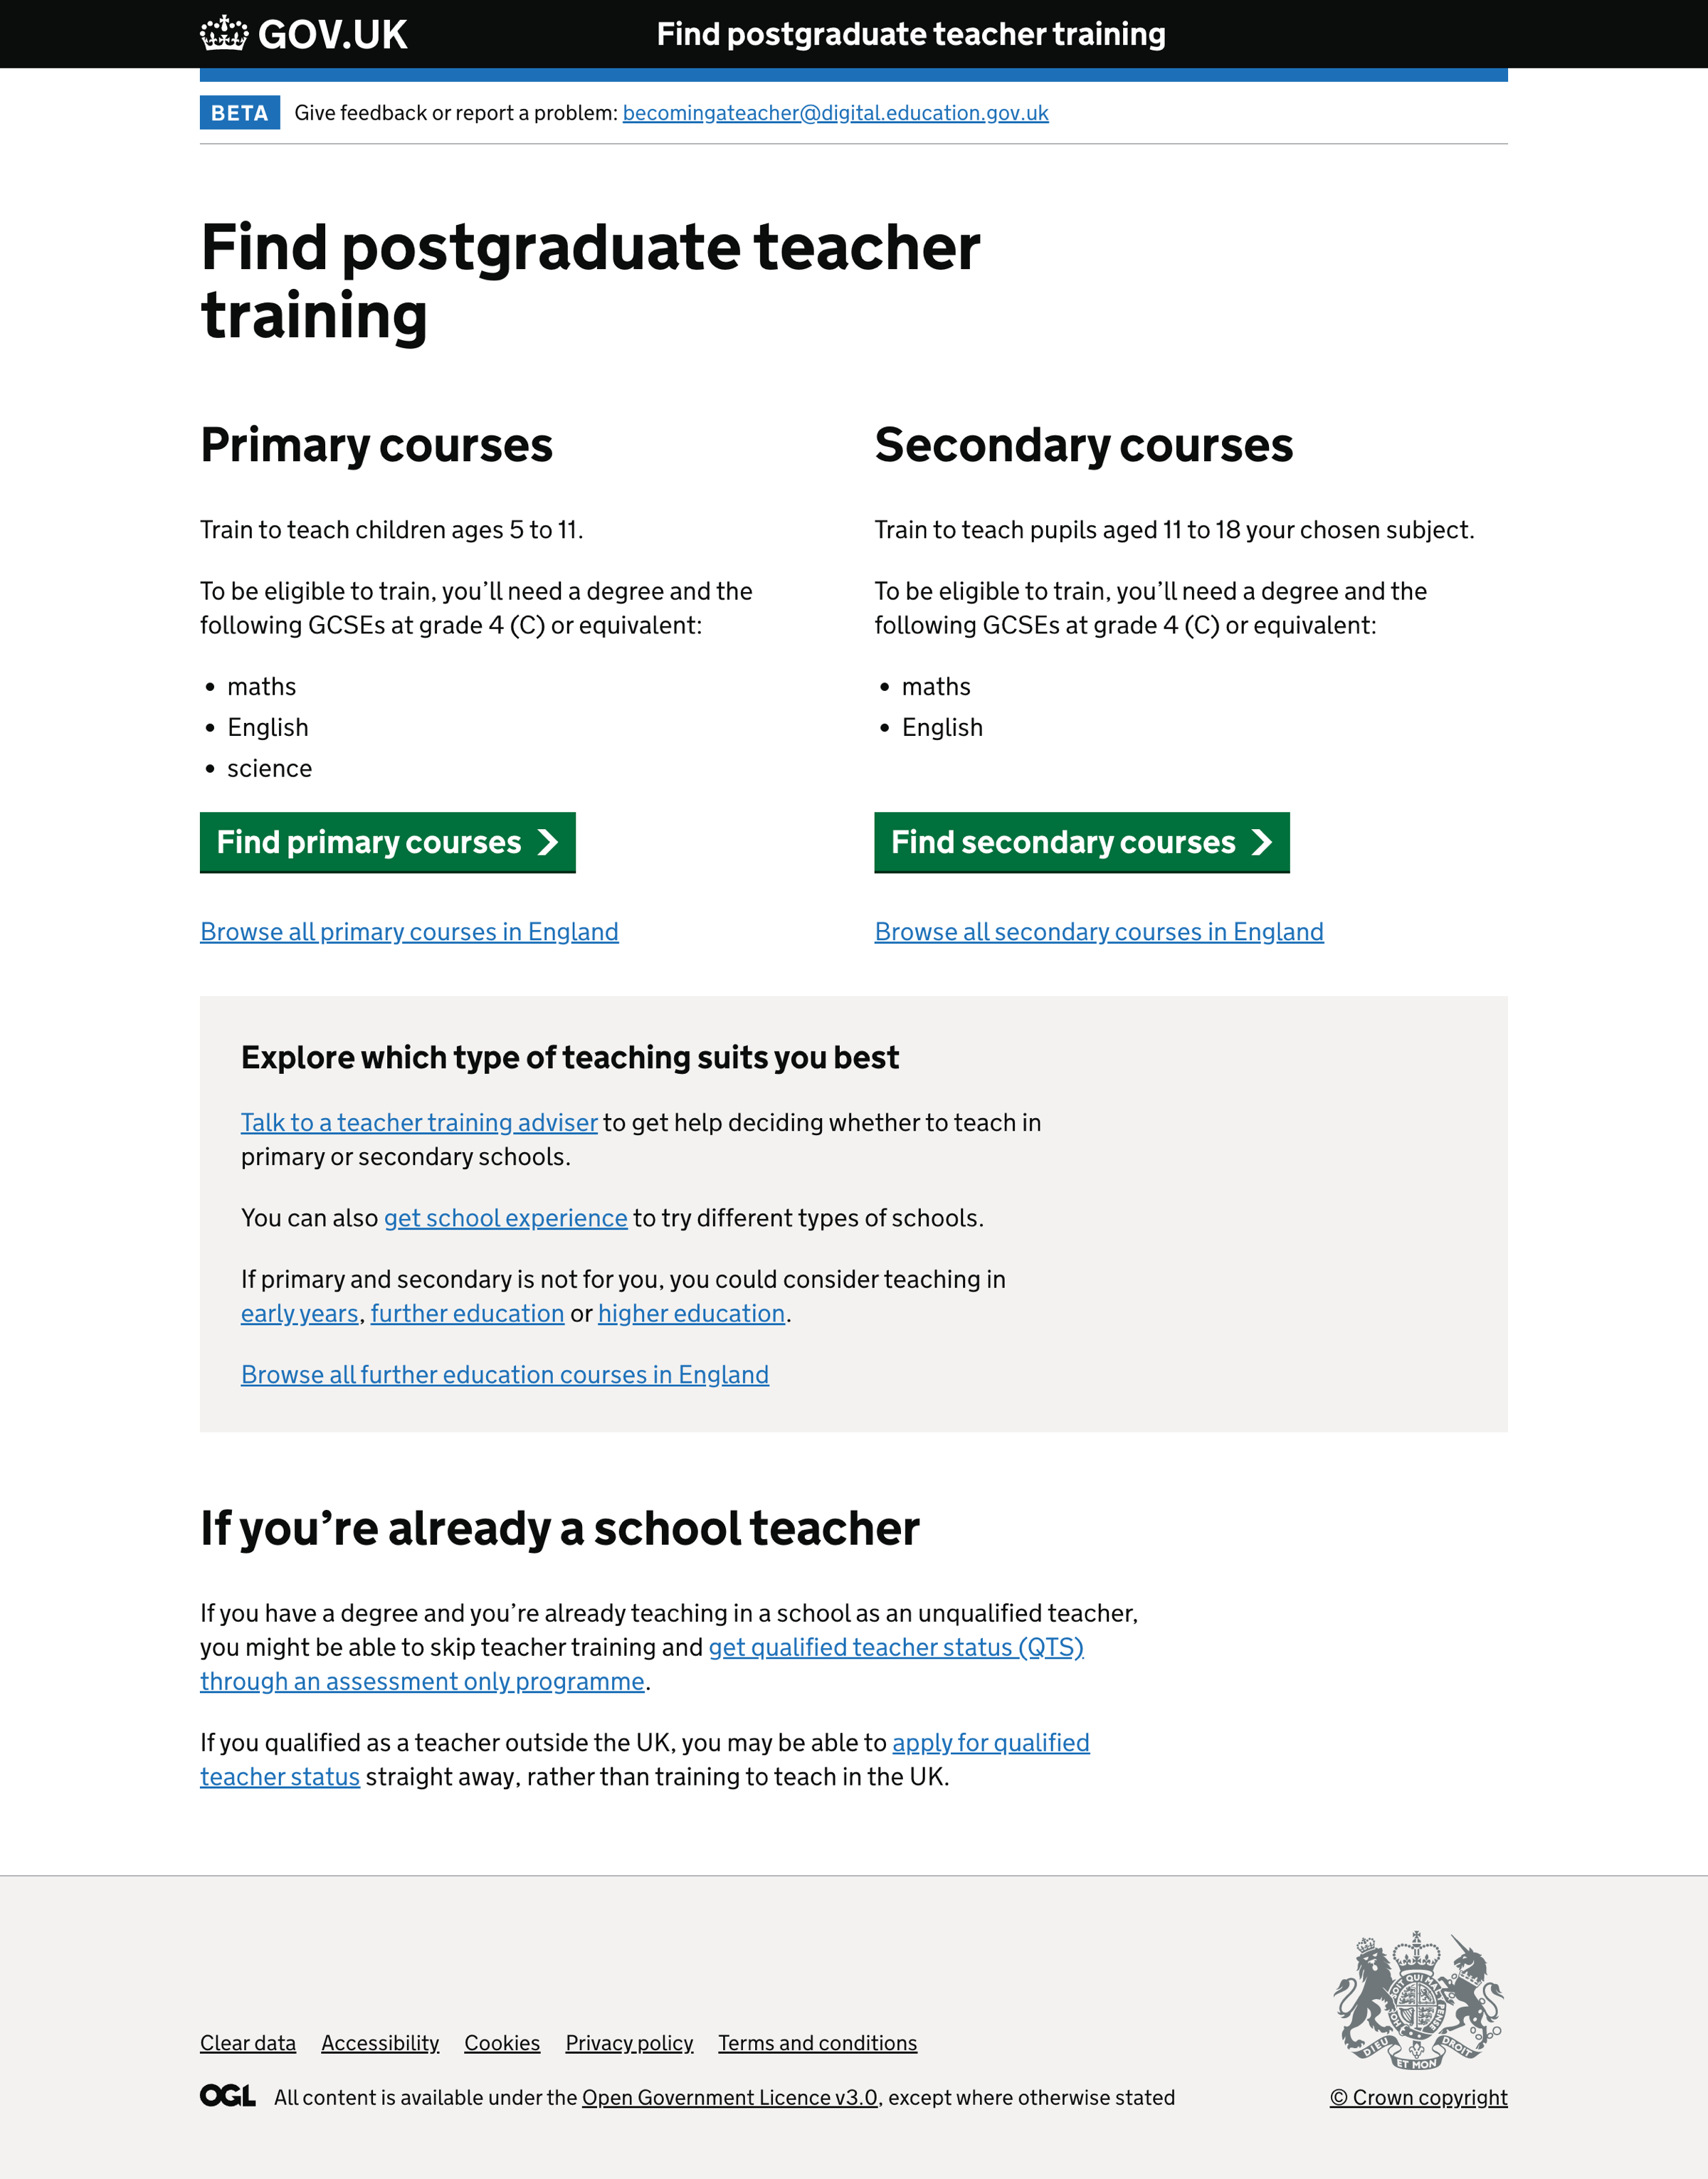 GOV.UK
Find postgraduate teacher training
BETA
Give feedback or report a problem: becomingateacher@digital.education.gov.uk
Find postgraduate teacher
training
Primary courses
Train to teach children ages 5 to 11.
To be eligible to train, you’ll need a degree and the
following GCSEs at grade 4 (C) or equivalent:
• maths
• English
• science
Find primary courses
Browse all primary courses in England
Secondary courses
Train to teach pupils aged 11 to 18 your chosen subject.
To be eligible to train, you’ll need a degree and the
following GCSEs at grade 4 (C) or equivalent:
• maths
• English
Find secondary courses
Browse all secondary courses in England
Explore which type of teaching suits you best
Talk to a teacher training adviser to get help deciding whether to teach in
primary or secondary schools.
You can also get school experience to try different types of schools.
If primary and secondary is not for you, you could consider teaching in
early years, further education or higher education.
Browse all further education courses in England
If you’re already a school teacher
If you have a degree and you’re already teaching in a school as an unqualified teacher,
you might be able to skip teacher training and get qualified teacher status (QTS)
through an assessment only programme.
If you qualified as a teacher outside the UK, you may be able to apply for qualified
teacher status straight away, rather than training to teach in the UK.
Clear data Accessibility Cookies Privacy policy Terms and conditions
OGL All content is available under the Open Government Licence v3.0, except where otherwise stated
DIEU ET MON DROIT
© Crown copyright